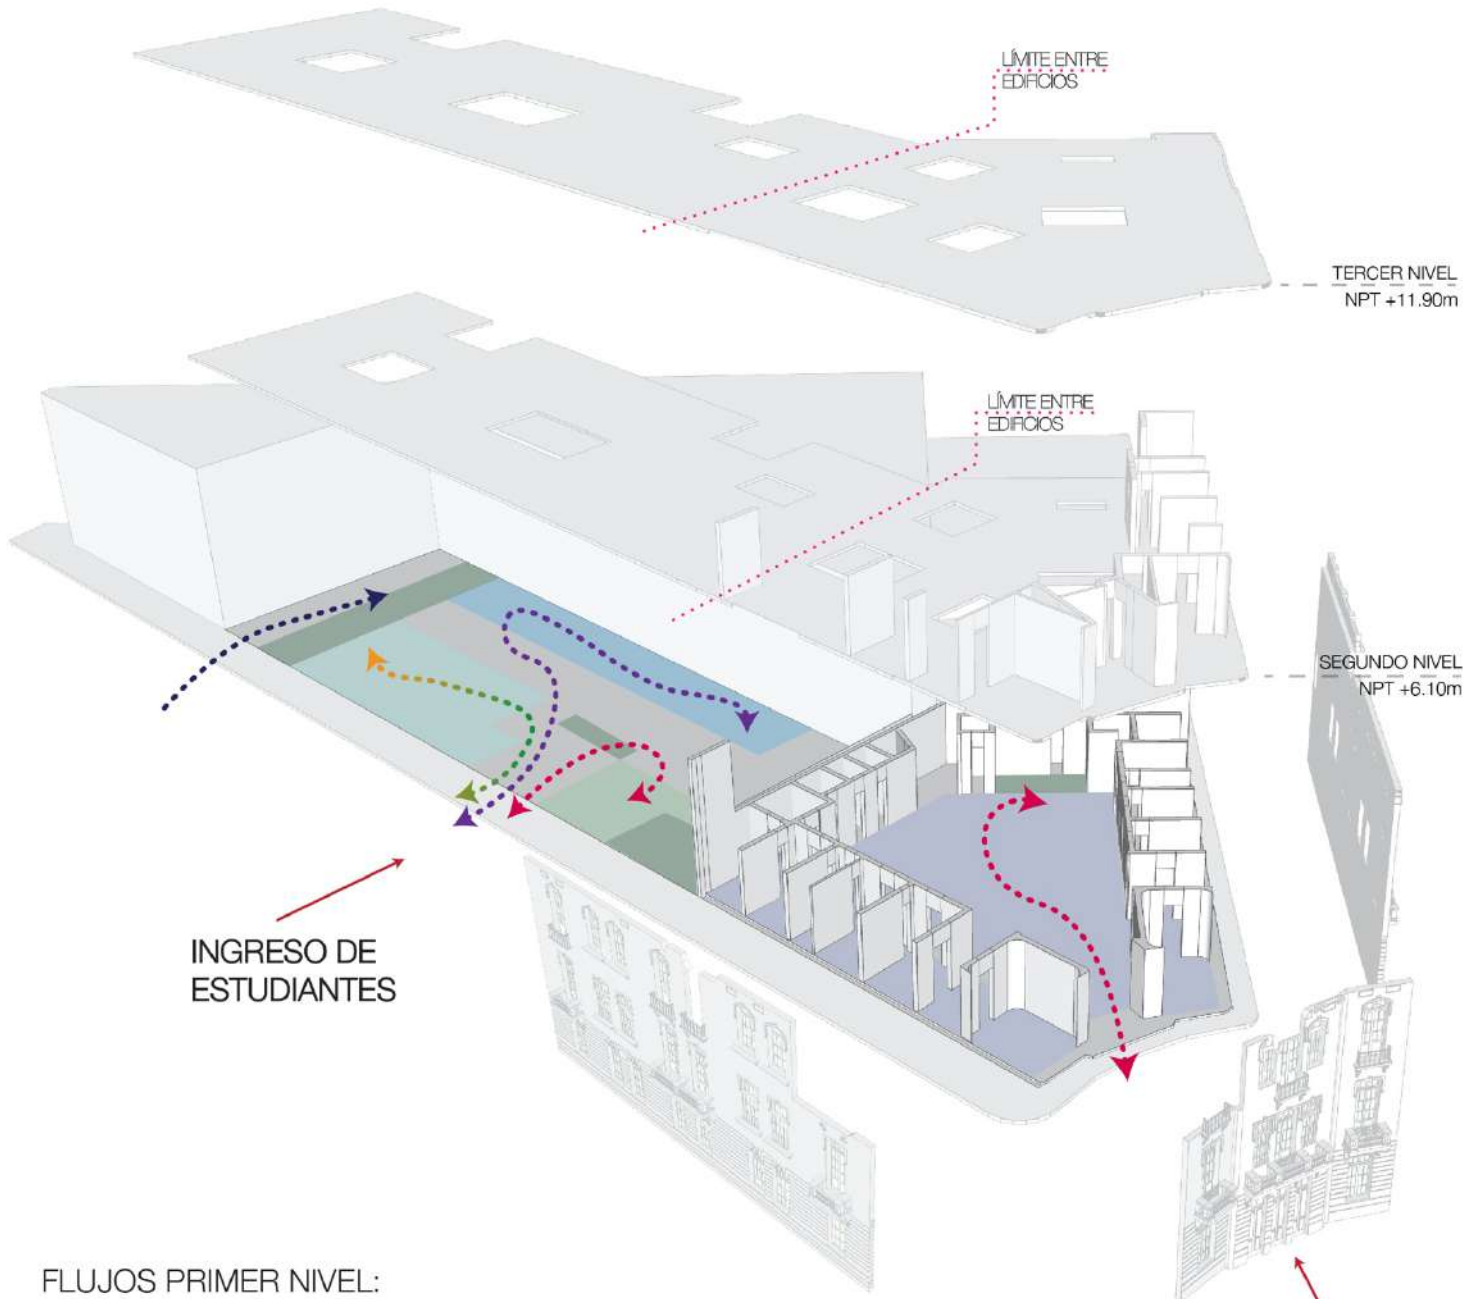 LÍMITE ENTRE
EDIFICIOS
TERCER NIVEL
NPT +11.90m
LÍMITE ENTRE
EDIFICIOS
SEGUNDO NIVEL
NPT +6.10m
INGRESO DE
ESTUDIANTES
FLUJOS PRIMER NIVEL: